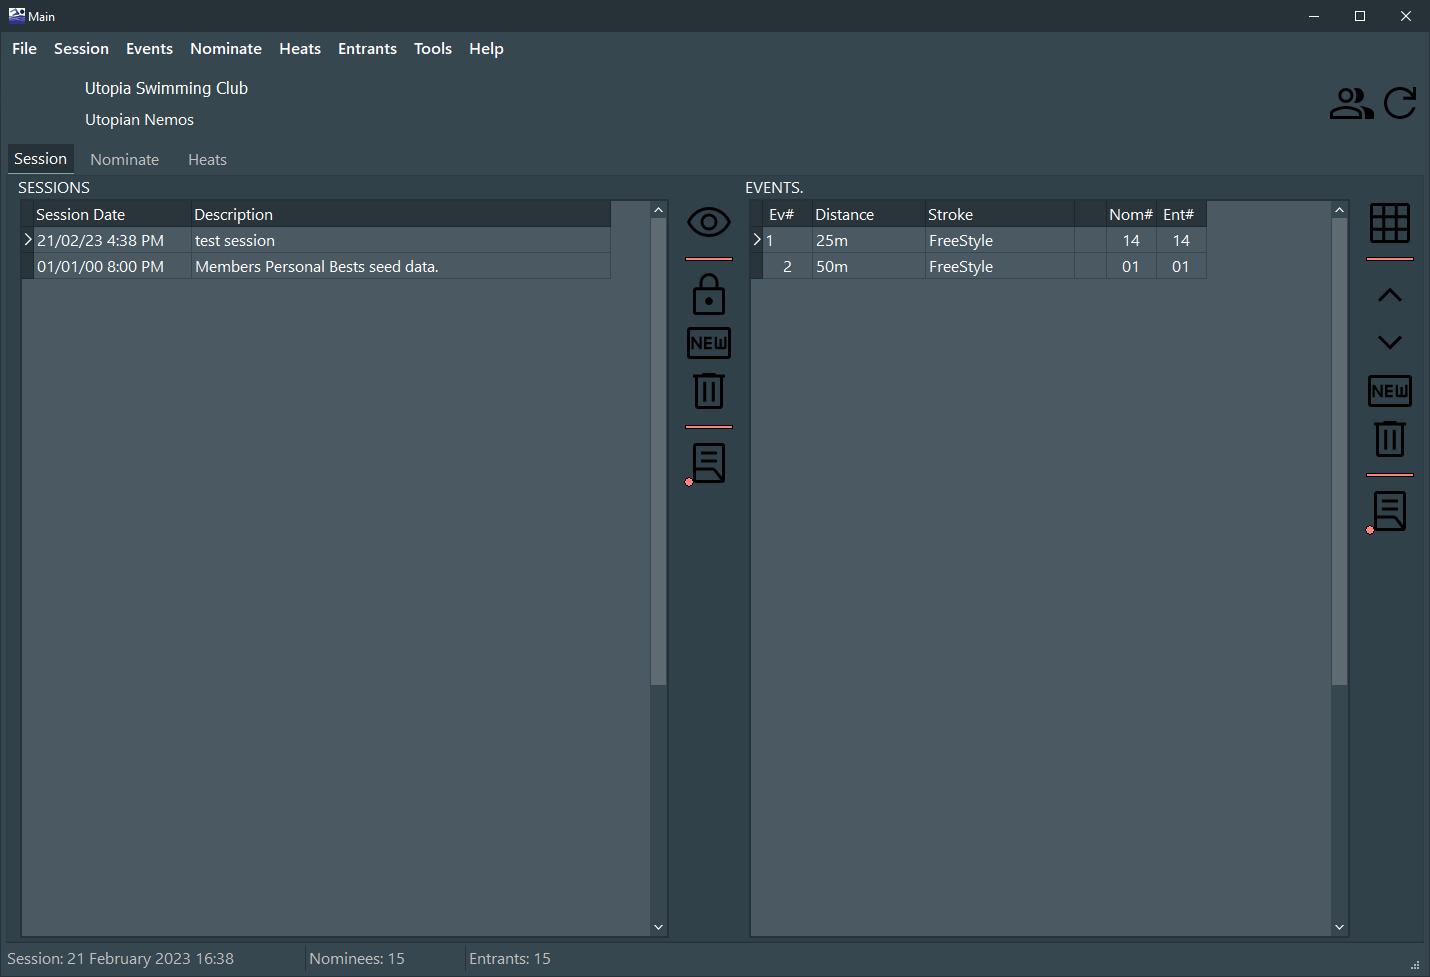 Main
File Session Events Nominate Heats Entrants Tools Help
Utopia Swimming Club
Utopian Nemos
Session Nominate Heats
SESSIONS
Session Date Description
21/02/23 4:38 PM test session
01/01/00 8:00 PM Members Personal Bests seed data.
NEW
EVENTS.
Ev# Distance Stroke Nom# Ent#
1 25m FreeStyle 14 14
2 50m FreeStyle 01 01
NEW
Session: 21 February 2023 16:38 Nominees: 15 Entrants: 15